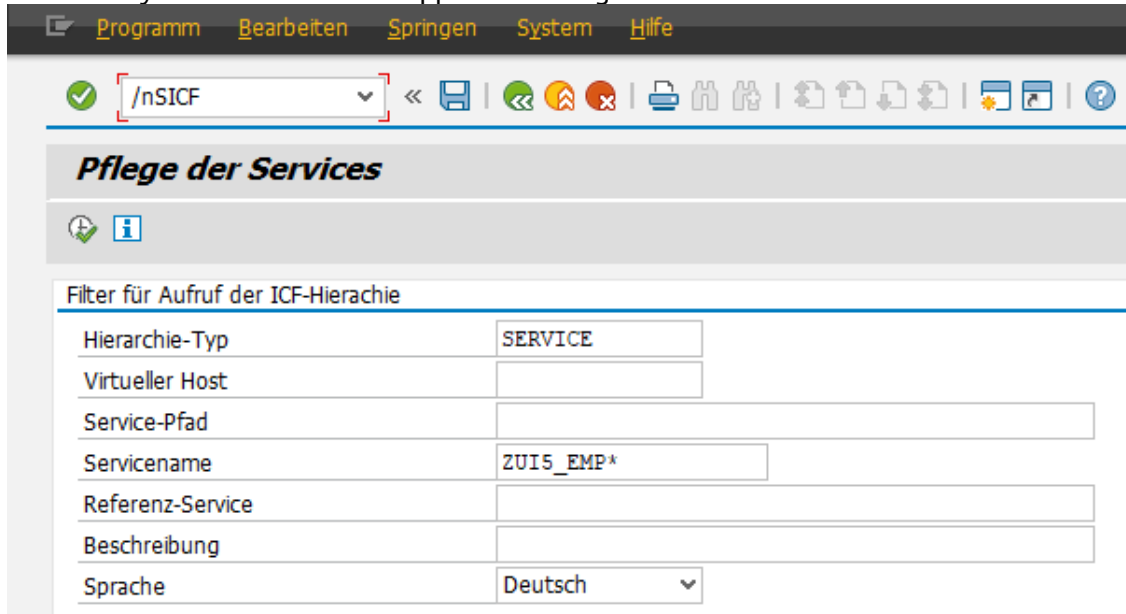 Programm Bearbeiten Springen System Hilfe
/nSICF
Pflege der Services
Filter für Aufruf der ICF-Hierachie
Hierarchie-Typ SERVICE
Virtueller Host
Service-Pfad
Servicename ZUI5_EMP*
Referenz-Service
Beschreibung
Sprache Deutsch